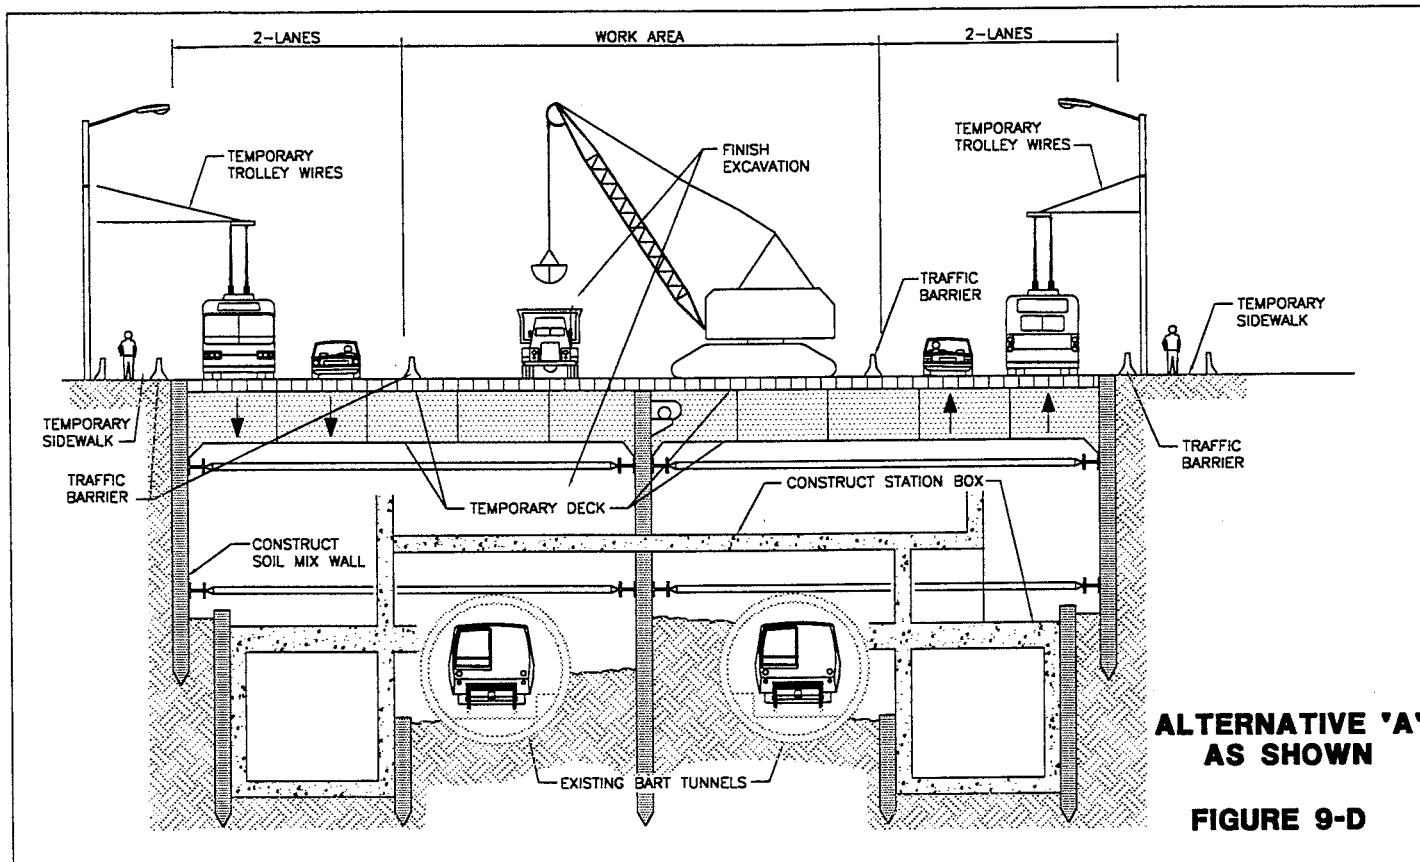 2-LANES
WORK AREA
2-LANES
TEMPORARY
TROLLEY WIRES
FINISH
EXCAVATION
TEMPORARY
TROLLEY WIRES
TRAFFIC
BARRIER
TEMPORARY
SIDEWALK
TEMPORARY
SIDEWALK
TRAFFIC
BARRIER
TRAFFIC
BARRIER
TEMPORARY DECK
CONSTRUCT STATION BOX
CONSTRUCT
SOIL MIX WALL
EXISTING BART TUNNELS
ALTERNATIVE 'A'
AS SHOWN
FIGURE 9-D